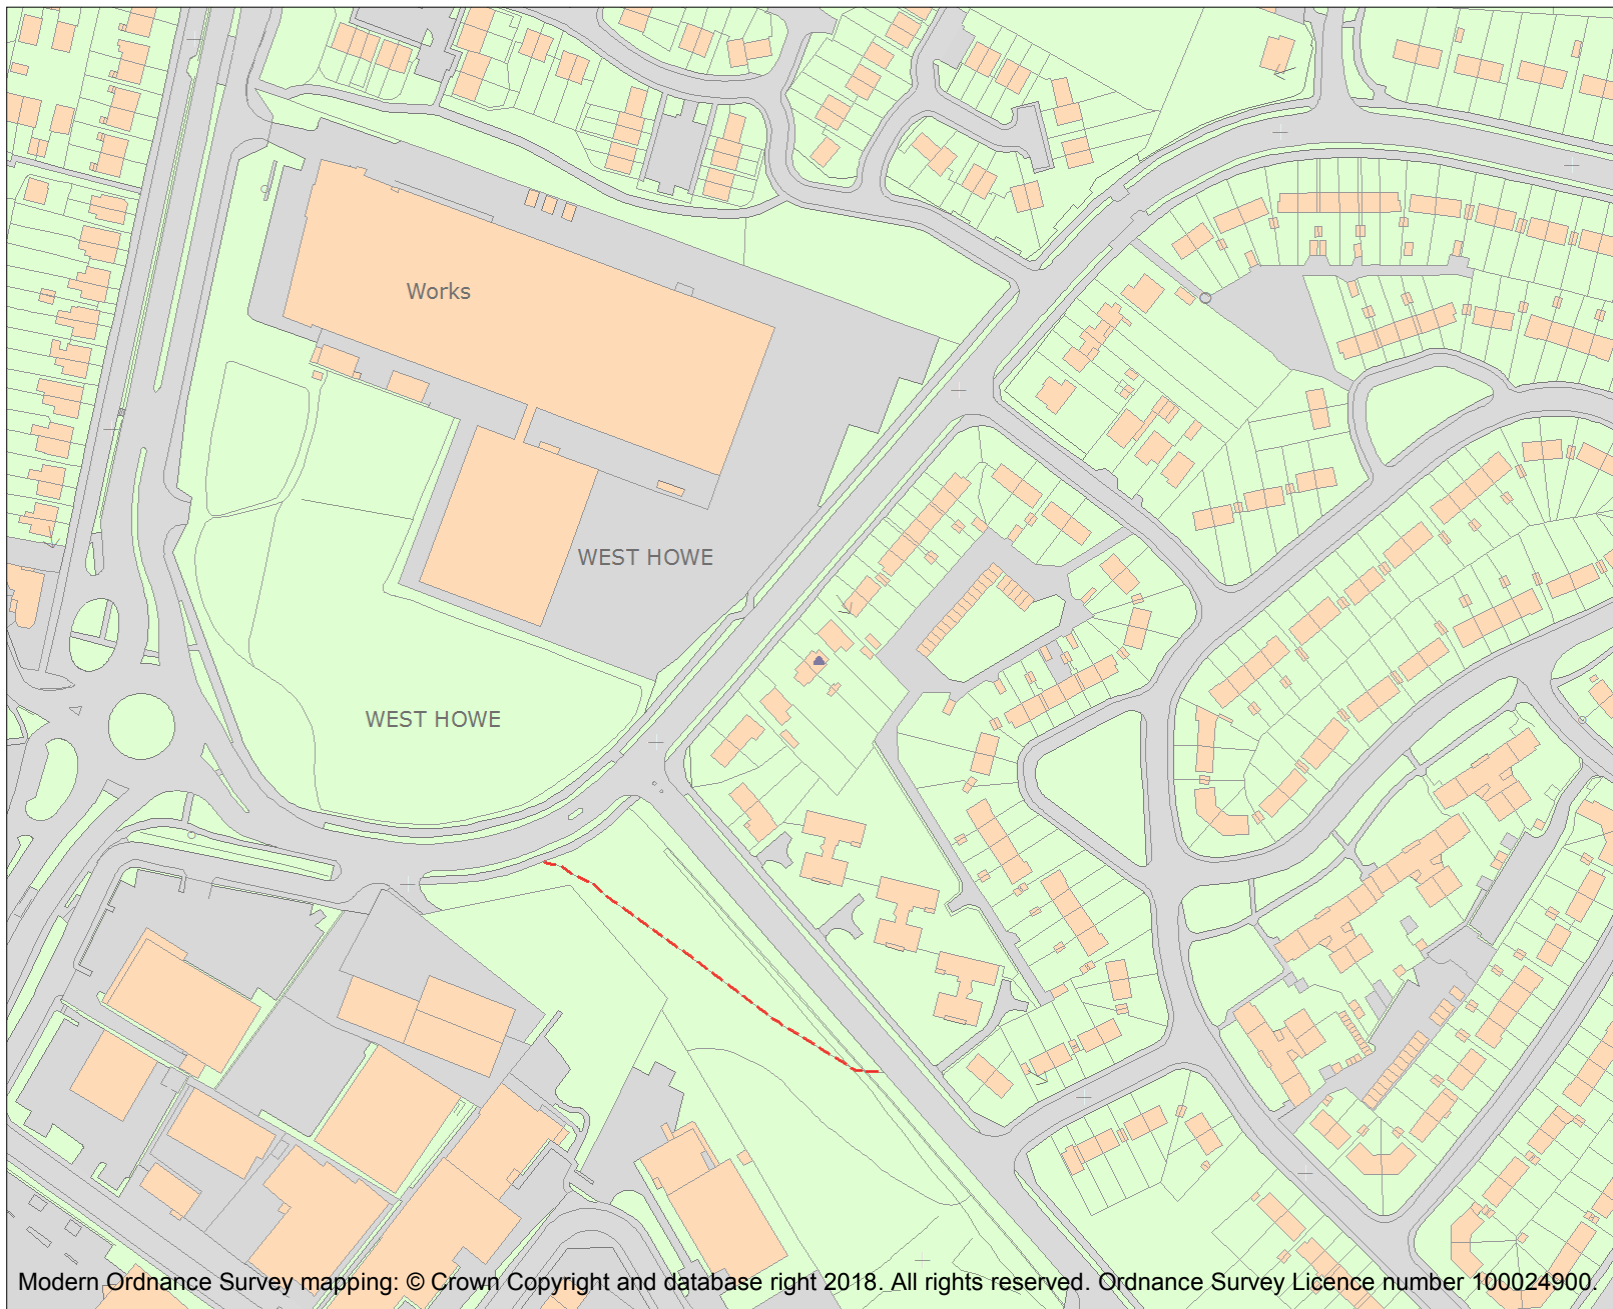 Works
WEST HOWE
WEST HOWE
Modern Ordnance Survey mapping: © Crown Copyright and database right 2018. All rights reserved. Ordnance Survey Licence number 100024900.